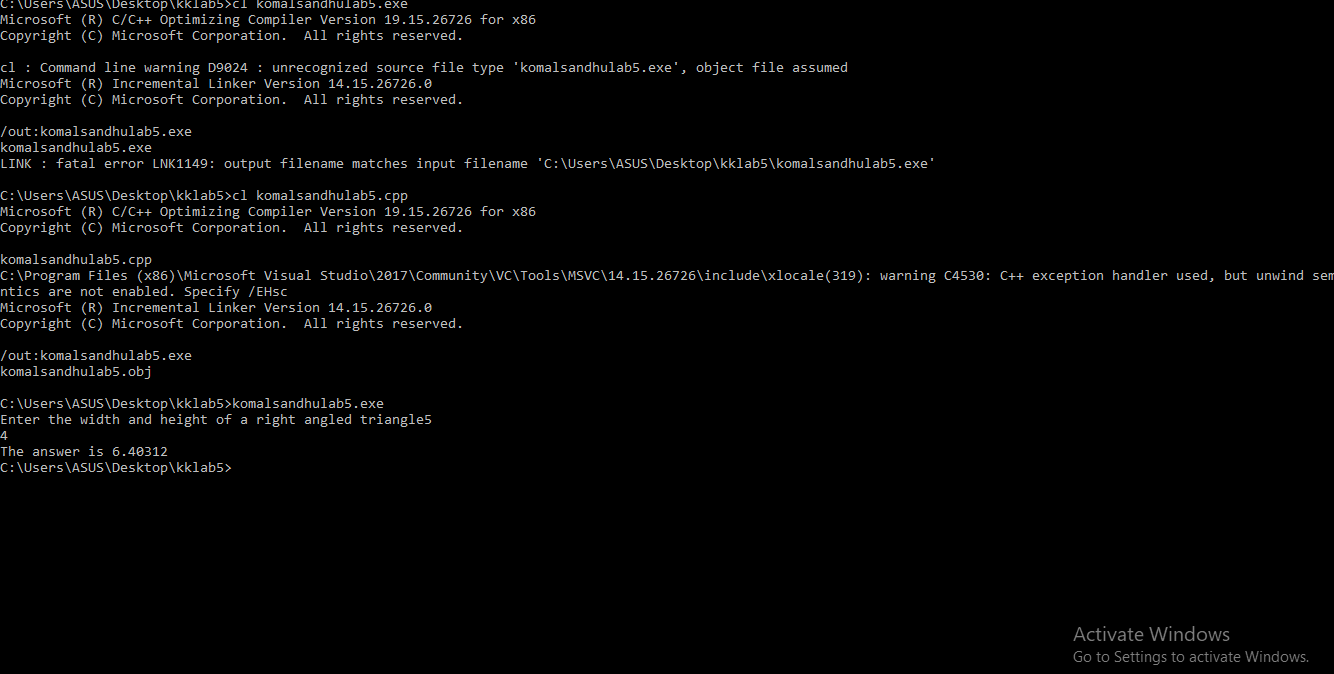 C:\Users\ASUS\Desktop\kklab5>cl komalsandhulab5.exe
Microsoft (R) C/C++ Optimizing Compiler Version 19.15.26726 for x86
Copyright (C) Microsoft Corporation.  All rights reserved.

cl : Command line warning D9024 : unrecognized source file type 'komalsandhulab5.exe', object file assumed
Microsoft (R) Incremental Linker Version 14.15.26726.0
Copyright (C) Microsoft Corporation.  All rights reserved.

/out:komalsandhulab5.exe
komalsandhulab5.exe
LINK : fatal error LNK1149: output filename matches input filename 'C:\Users\ASUS\Desktop\kklab5\komalsandhulab5.exe'

C:\Users\ASUS\Desktop\kklab5>cl komalsandhulab5.cpp
Microsoft (R) C/C++ Optimizing Compiler Version 19.15.26726 for x86
Copyright (C) Microsoft Corporation.  All rights reserved.

komalsandhulab5.cpp
C:\Program Files (x86)\Microsoft Visual Studio\2017\Community\VC\Tools\MSVC\14.15.26726\include\xlocale(319): warning C4530: C++ exception handler used, but unwind sem
ntics are not enabled. Specify /EHsc
Microsoft (R) Incremental Linker Version 14.15.26726.0
Copyright (C) Microsoft Corporation.  All rights reserved.

/out:komalsandhulab5.exe
komalsandhulab5.obj

C:\Users\ASUS\Desktop\kklab5>komalsandhulab5.exe
Enter the width and height of a right angled triangle5
4
The answer is 6.40312
C:\Users\ASUS\Desktop\kklab5>
Activate Windows
Go to Settings to activate Windows.